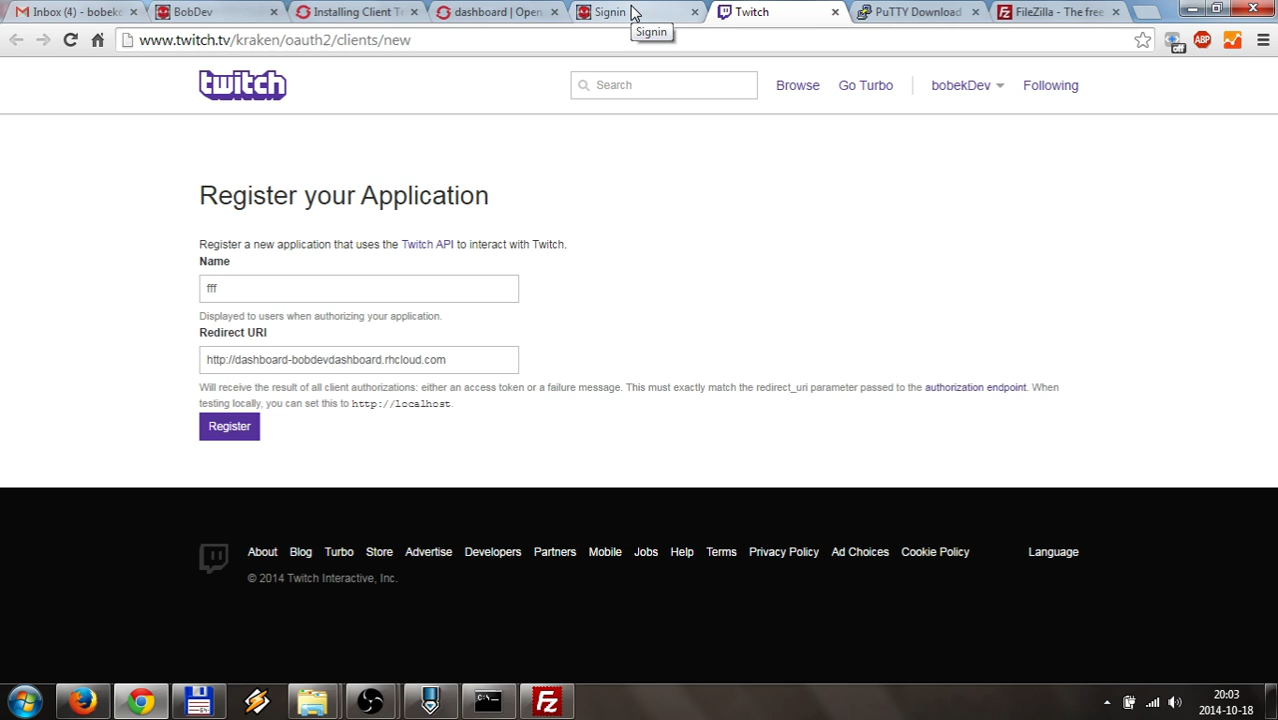 Inbox (4) - bobekc
BobDev
Installing Client T
dashboard | Open
Signin
Twitch
PuTTY Download
FileZilla - The free
Signin
www.twitch.tv/kraken/oauth2/clients/new
off
ABP
twitch
Search
Browse
Go Turbo
bobekDev
Following
Register your Application
Register a new application that uses the Twitch API to interact with Twitch.
Name
fff
Displayed to users when authorizing your application.
Redirect URI
http://dashboard-bobdevdashboard.rhcloud.com
Will receive the result of all client authorizations: either an access token or a failure message. This must exactly match the redirect_uri parameter passed to the authorization endpoint. When
testing locally, you can set this to http://localhost.
Register
About Blog Turbo Store Advertise Developers Partners Mobile Jobs Help Terms Privacy Policy Ad Choices Cookie Policy Language
© 2014 Twitch Interactive, Inc.
20:03
2014-10-18